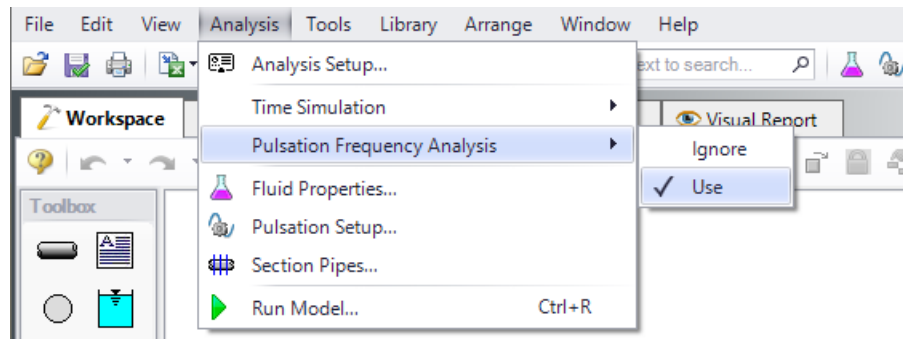 File Edit View Analysis Tools Library Arrange Window Help
Analysis Setup...
ext to search...
Time Simulation
Workspace
Visual Report
Pulsation Frequency Analysis
Ignore
Fluid Properties...
Use
Toolbox
Pulsation Setup...
A
Section Pipes...
Run Model... Ctrl+R